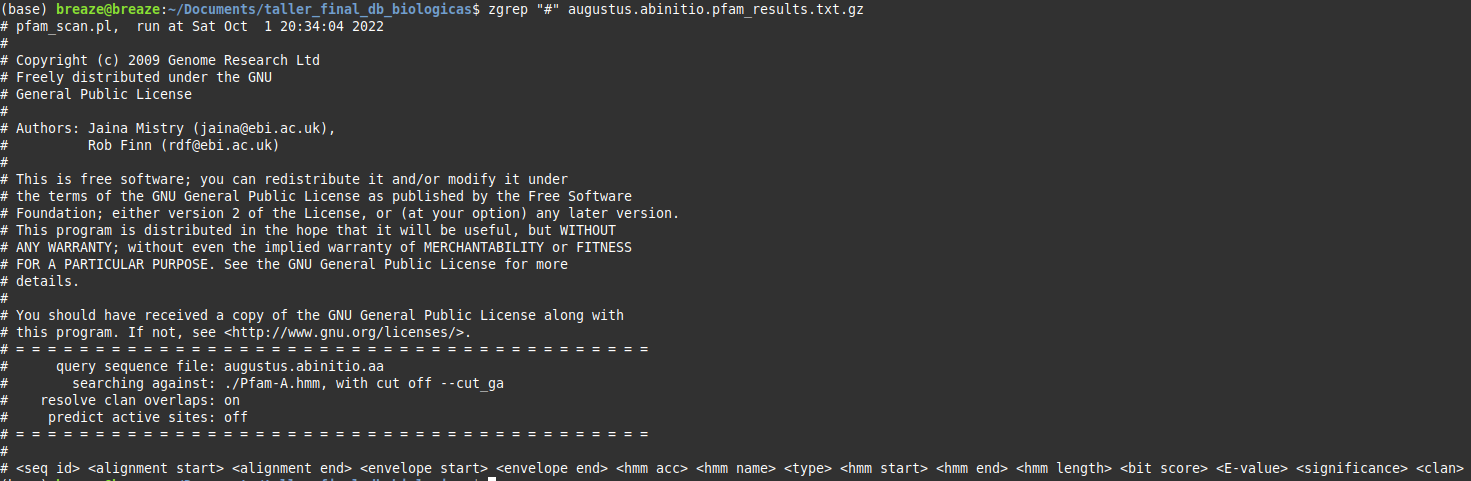 (base) breaze@breaze:~/Documents/taller_final_db_biologicas$ zgrep "#" augustus.abinitio.pfam_results.txt.gz
# pfam_scan.pl,  run at Sat Oct  1 20:34:04 2022
#
# Copyright (c) 2009 Genome Research Ltd
# Freely distributed under the GNU
# General Public License
#
# Authors: Jaina Mistry (jaina@ebi.ac.uk),
#          Rob Finn (rdf@ebi.ac.uk)
#
# This is free software; you can redistribute it and/or modify it under
# the terms of the GNU General Public License as published by the Free Software
# Foundation; either version 2 of the License, or (at your option) any later version.
# This program is distributed in the hope that it will be useful, but WITHOUT
# ANY WARRANTY; without even the implied warranty of MERCHANTABILITY or FITNESS
# FOR A PARTICULAR PURPOSE. See the GNU General Public License for more
# details.
#
# You should have received a copy of the GNU General Public License along with
# this program. If not, see <http://www.gnu.org/licenses/>.
# = = = = = = = = = = = = = = = = = = = = = = = = = = = = = = = = = = = = = = = =
#      query sequence file: augustus.abinitio.aa
#        searching against: ./Pfam-A.hmm, with cut off --cut_ga
#    resolve clan overlaps: on
#     predict active sites: off
# = = = = = = = = = = = = = = = = = = = = = = = = = = = = = = = = = = = = = = = =
#
# <seq id> <alignment start> <alignment end> <envelope start> <envelope end> <hmm acc> <hmm name> <type> <hmm start> <hmm end> <hmm length> <bit score> <E-value> <significance> <clan>